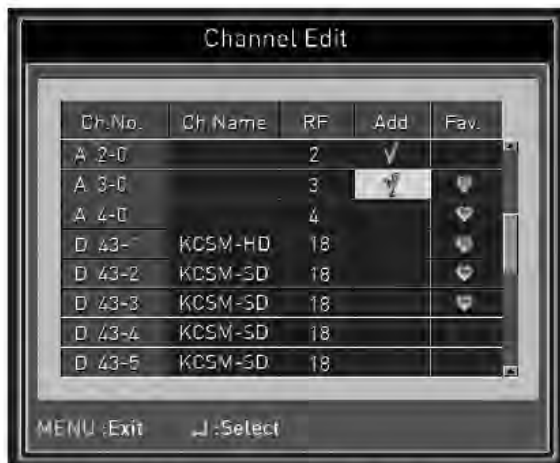 Channel Edit
Ch.No. Ch.Name RF Add Fav.
A 2-0 2 √
A 3-0 3 √
A 4-0 4
D 43-1 KCSM-HD 18
D 43-2 KCSM-SD 18
D 43-3 KCSM-SD 18
D 43-4 KCSM-SD 18
D 43-5 KCSM-SD 18
MENU :Exit ⏎ :Select